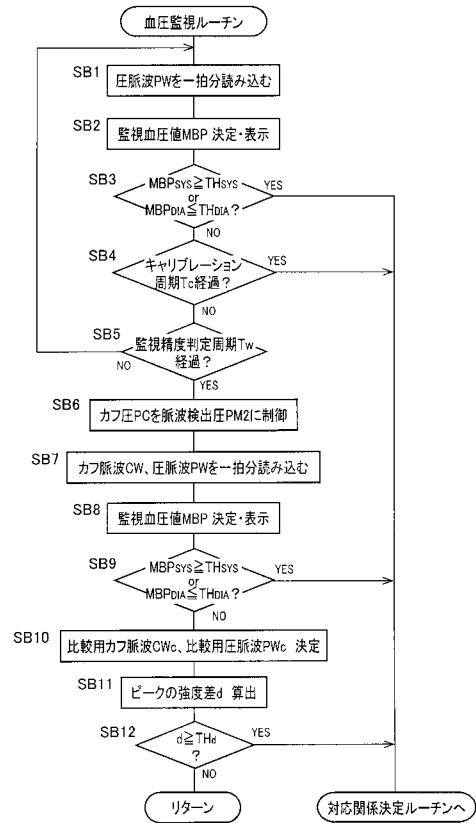 血圧監視ルーチン
SB1
圧脈波PWを一拍分読み込む
SB2
監視血圧値MBP 決定・表示
SB3
MBPSYS≧THSYS
or
MBPDIA≦THDIA?
YES
NO
SB4
キャリブレーション
周期Tc経過?
YES
NO
SB5
監視精度判定周期Tw
経過?
NO
YES
SB6
カフ圧PCを脈波検出圧PM2に制御
SB7
カフ脈波CW、圧脈波PWを一拍分読み込む
SB8
監視血圧値MBP 決定・表示
SB9
MBPSYS≧THSYS
or
MBPDIA≦THDIA?
YES
NO
SB10
比較用カフ脈波CWc、比較用圧脈波PWc 決定
SB11
ピークの強度差d 算出
SB12
d≧THd
?
YES
NO
リターン
対応関係決定ルーチンへ